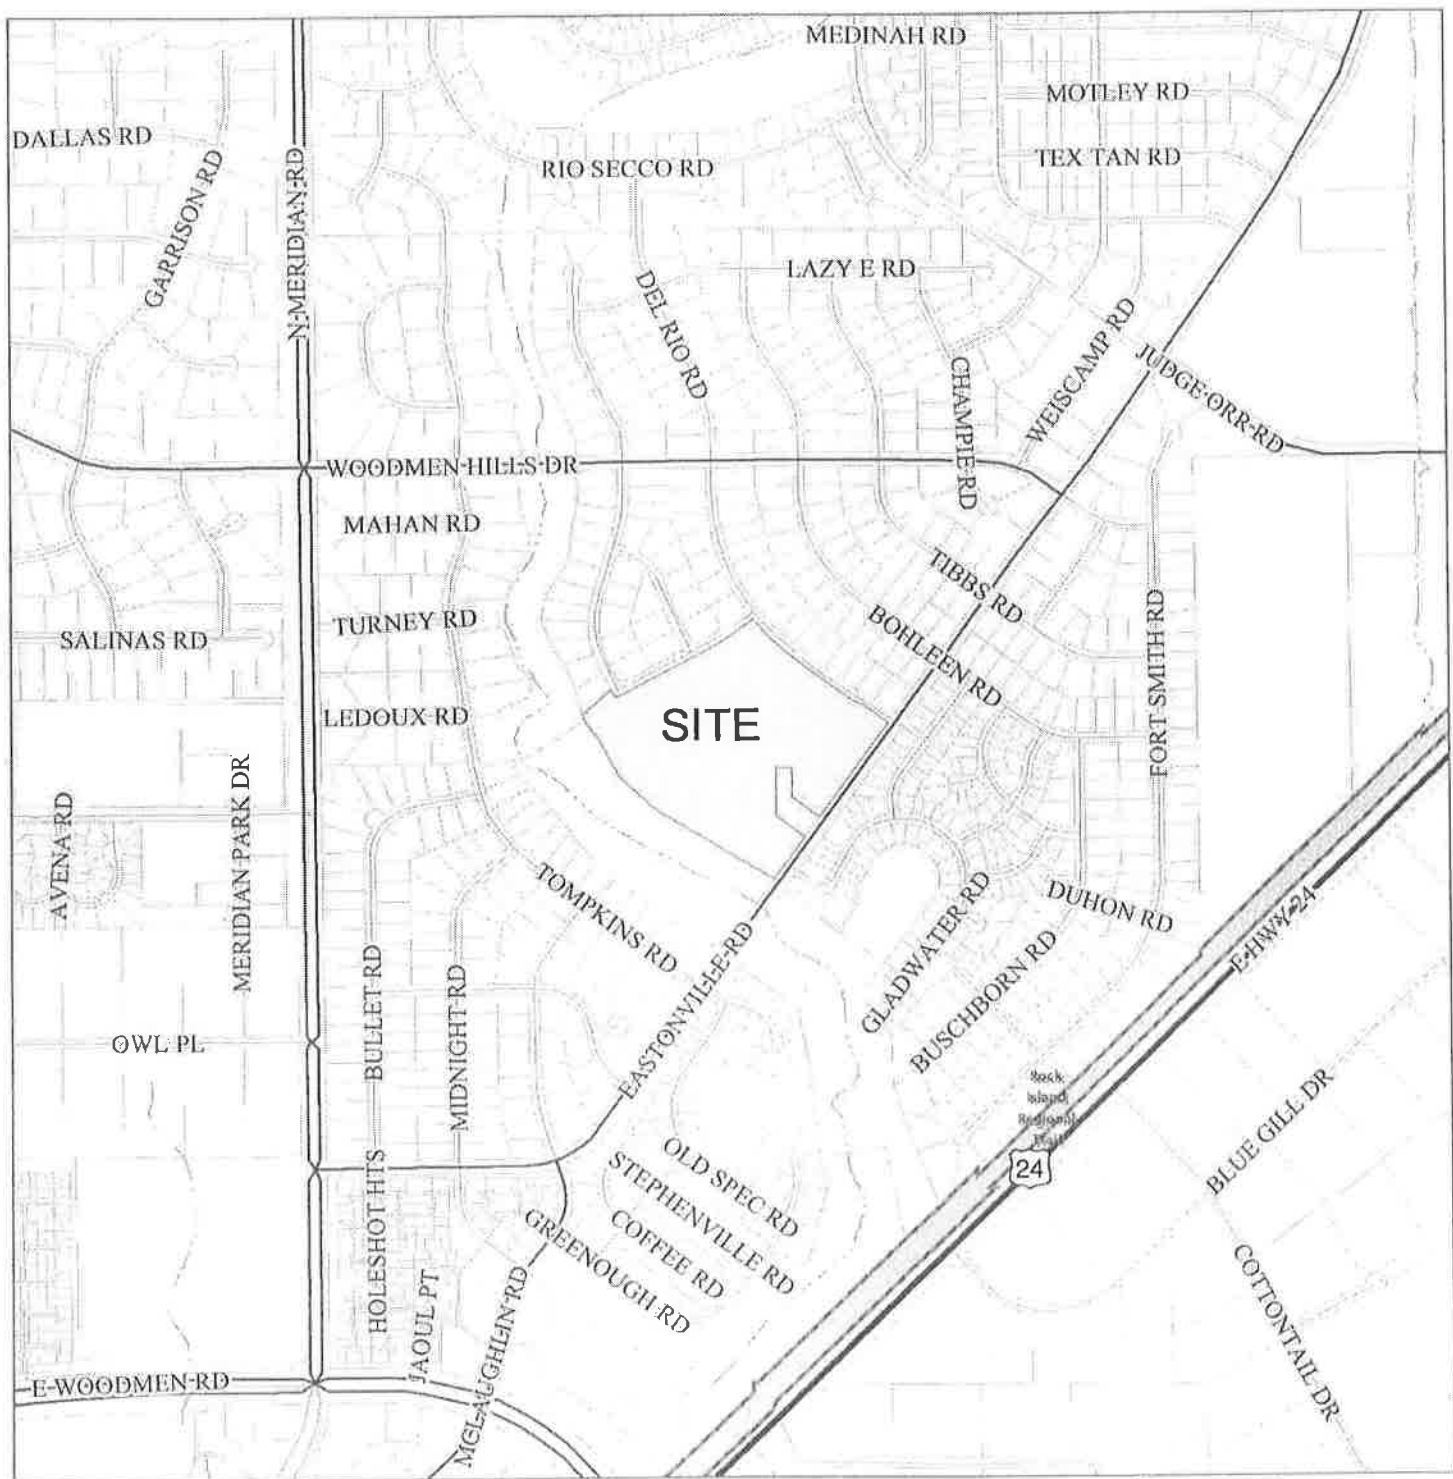 MEDINAH RD
MOTLEY RD
DALLAS RD
TEX TAN RD
RIO SECCO RD
GARRISON RD
N MERIDIAN RD
LAZY E RD
DEL RIO RD
WEISCAMP RD
JUDGE ORR RD
CHAMPIE RD
WOODMEN HILLS DR
MAHAN RD
TIBBS RD
TURNEY RD
SALINAS RD
BOHLEEN RD
FORT SMITH RD
LEDOUX RD
SITE
AVENA RD
MERIDIAN PARK DR
TOMPKINS RD
GLADWATER RD
DUHON RD
E HWY 24
BULLET RD
MIDNIGHT RD
EASTONVILLE RD
BUSCHBORN RD
OWL PL
Rock
Island
Regional
Trail
24
BLUE GILL DR
OLD SPEC RD
STEPHENVILLE RD
COFFEE RD
GREENOUGH RD
HOLESHOT HTS
JAOUL PT
MCLAUGHLIN RD
COTTONTAIL DR
E WOODMEN RD